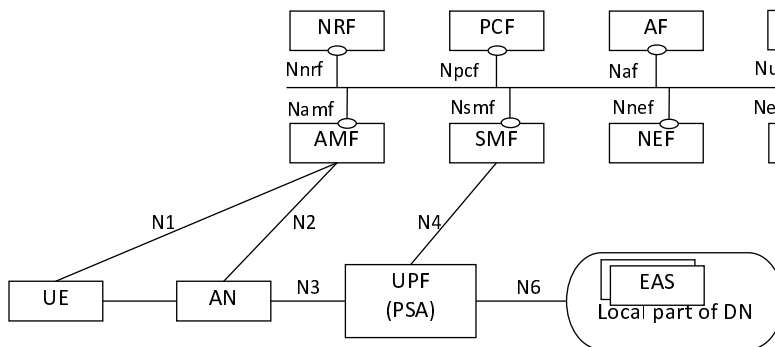 NRF PCF AF
Nnrf Npcf Naf Nu
Namf Nsmf Nnef Ne
AMF SMF NEF
N1 N2 N4
UE AN N3 UPF (PSA) N6 EAS
Local part of DN